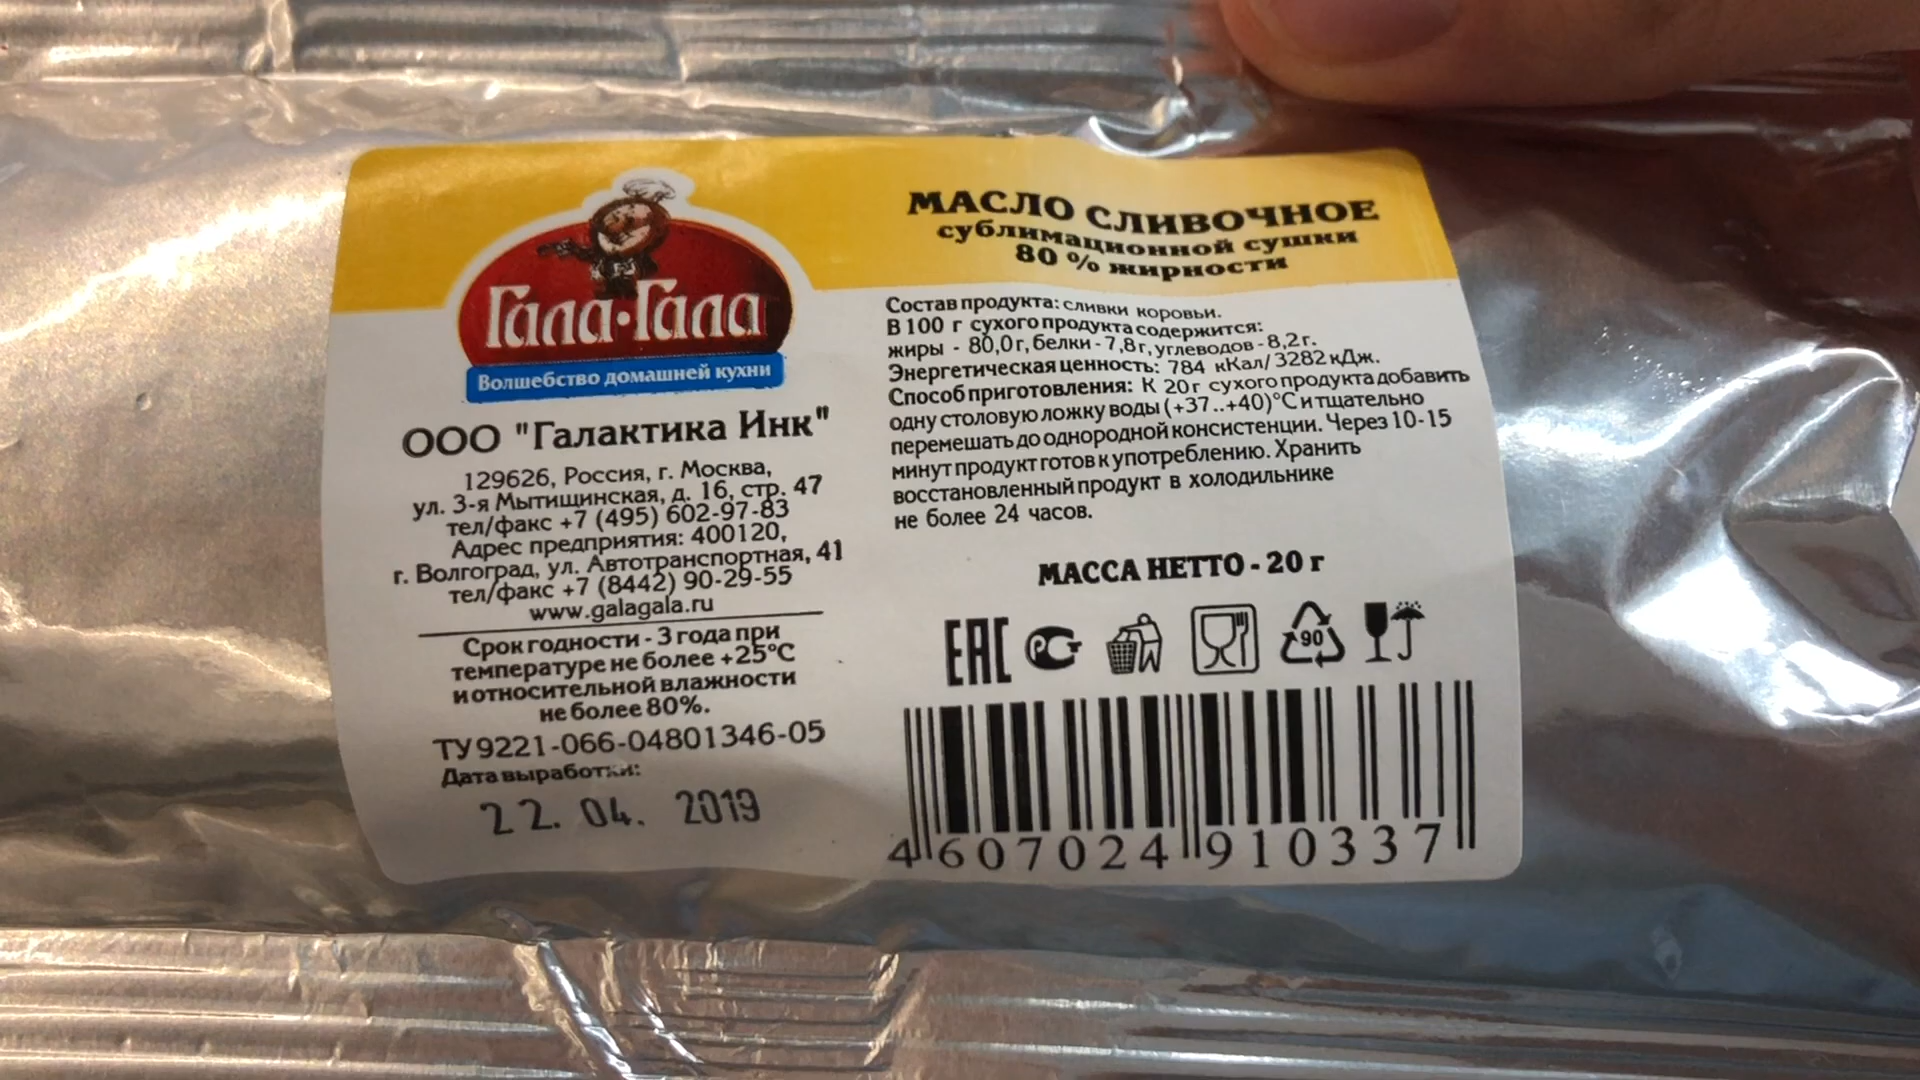 Гала·Гала
Волшебство домашней кухни
ООО "Галактика Инк"
129626, Россия, г. Москва,
ул. 3-я Мытищинская, д. 16, стр. 47
тел/факс +7 (495) 602-97-83
Адрес предприятия: 400120,
г. Волгоград, ул. Автотранспортная, 41
тел/факс +7 (8442) 90-29-55
www.galagala.ru
Срок годности - 3 года при
температуре не более +25°С
и относительной влажности
не более 80%.
ТУ 9221-066-04801346-05
Дата выработки:
22. 04. 2019
МАСЛО СЛИВОЧНОЕ
сублимационной сушки
80 % жирности
Состав продукта: сливки коровьи.
В 100 г сухого продукта содержится:
жиры - 80,0 г, белки - 7,8 г, углеводов - 8,2 г.
Энергетическая ценность: 784 кКал/ 3282 кДж.
Способ приготовления: К 20 г сухого продукта добавить
одну столовую ложку воды (+37..+40)°С и тщательно
перемешать до однородной консистенции. Через 10-15
минут продукт готов к употреблению. Хранить
восстановленный продукт в холодильнике
не более 24 часов.
МАССА НЕТТО - 20 г
ЕАС
РСТ
90
4 607024 910337